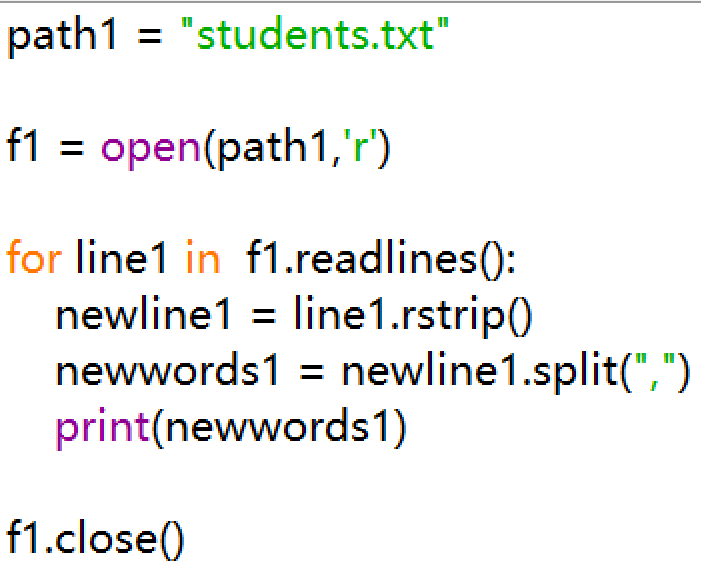 path1 = "students.txt"
f1 = open(path1,'r')
for line1 in  f1.readlines():
    newline1 = line1.rstrip()
    newwords1 = newline1.split(",")
    print(newwords1)
f1.close()